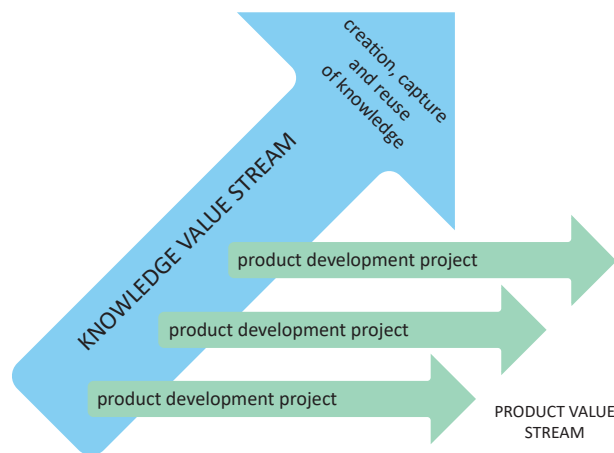 creation, capture
and reuse
of knowledge
KNOWLEDGE VALUE STREAM
product development project
product development project
product development project
PRODUCT VALUE
STREAM